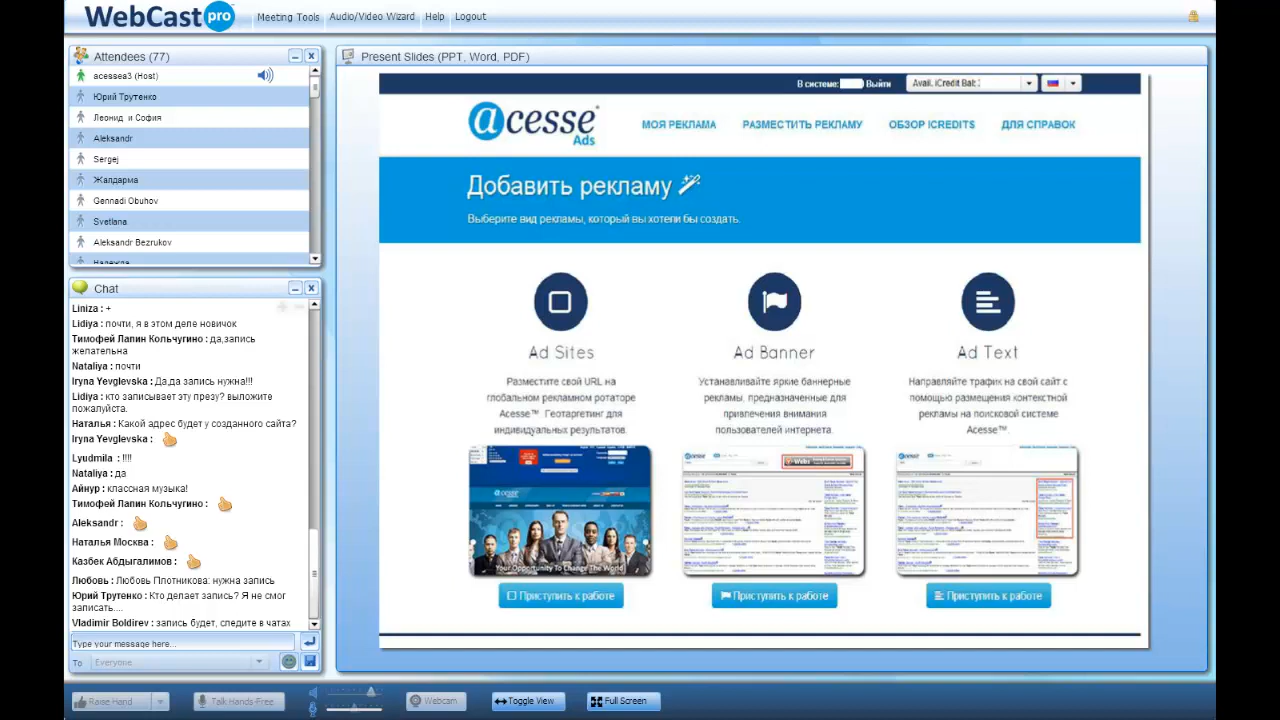 WebCast pro
Meeting Tools Audio/Video Wizard Help Logout
Attendees (77)
acessea3 (Host)
Юрий Трутенко
Леонид и София
Aleksandr
Sergej
Жалдарма
Gennadi Obuhov
Svetlana
Aleksandr Bezrukov
Надежда
Chat
Liniza : +
Lidiya : почти, я в этом деле новичок
Тимофей Лапин Кольчугино : да,запись
желательна
Nataliya : почти
Iryna Yevglevska : Да,да запись нужна!!!
Lidiya : кто записывает эту презу? выложите
пожалуйста.
Наталья : Какой адрес будет у созданного сайта?
Iryna Yevglevska :
Lyudmila : !!!!
Nataliya : да
Айнур : классная музыка!
Тимофей Лапин Кольчугино :
Aleksandr :
Наталья Москва :
Казбек Абдыгалимов :
Любовь : Любовь Плотникова. нужна запись
Юрий Трутенко : Кто делает запись? Я не смог
записать....
Vladimir Boldirev : запись будет, следите в чатах
Type your message here...
To Everyone
Present Slides (PPT, Word, PDF)
В системе: Выйти Avail. iCredit Bal:
acesse Ads
МОЯ РЕКЛАМА РАЗМЕСТИТЬ РЕКЛАМУ ОБЗОР ICREDITS ДЛЯ СПРАВОК
Добавить рекламу
Выберите вид рекламы, который вы хотели бы создать.
Ad Sites
Разместите свой URL на
глобальном рекламном ротаторе
Acesse™ Геотаргетинг для
индивидуальных результатов.
Your Opportunity To Change The World
Приступить к работе
Ad Banner
Устанавливайте яркие баннерные
рекламы, предназначенные для
привлечения внимания
пользователей интернета.
Приступить к работе
Ad Text
Направляйте трафик на свой сайт с
помощью размещения контекстной
рекламы на поисковой системе
Acesse™.
Приступить к работе
Raise Hand Talk Hands-Free Webcam Toggle View Full Screen